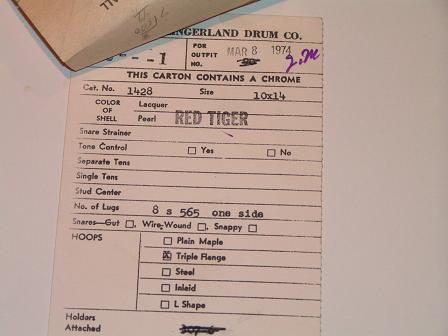 INGERLAND DRUM CO.
1 FOR OUTFIT NO. MAR 8 1974
THIS CARTON CONTAINS A CHROME
Cat. No. 1428 Size 10x14
COLOR OF SHELL Lacquer
Pearl RED TIGER
Snare Strainer
Tone Control Yes No
Separate Tens
Single Tens
Stud Center
No. of Lugs 8 s 565 one side
Snares—Gut , Wire-Wound , Snappy
HOOPS Plain Maple
X Triple Flange
Steel
Inlaid
L Shape
Holders
Attached